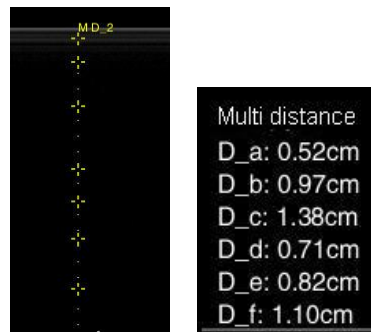 MD_2
Multi distance
D_a: 0.52cm
D_b: 0.97cm
D_c: 1.38cm
D_d: 0.71cm
D_e: 0.82cm
D_f: 1.10cm